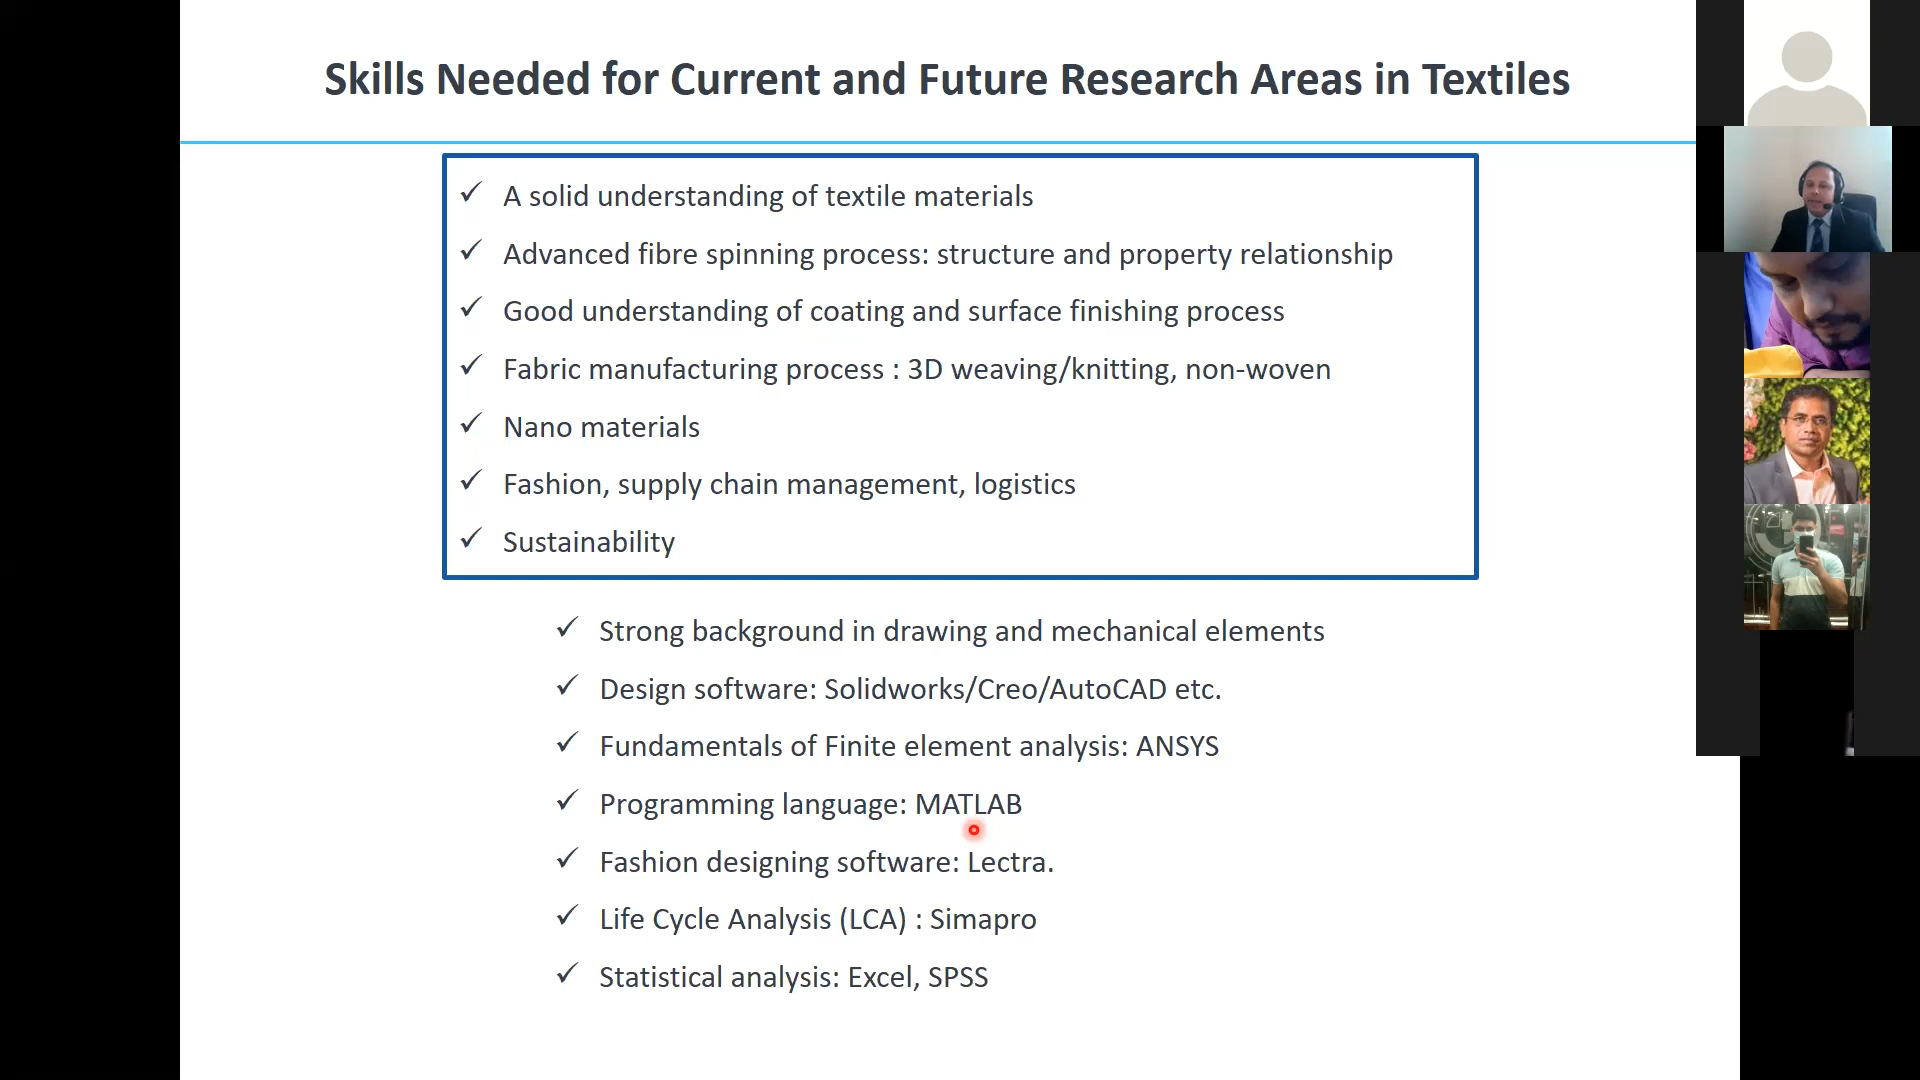 Skills Needed for Current and Future Research Areas in Textiles
✓ A solid understanding of textile materials
✓ Advanced fibre spinning process: structure and property relationship
✓ Good understanding of coating and surface finishing process
✓ Fabric manufacturing process : 3D weaving/knitting, non-woven
✓ Nano materials
✓ Fashion, supply chain management, logistics
✓ Sustainability
✓ Strong background in drawing and mechanical elements
✓ Design software: Solidworks/Creo/AutoCAD etc.
✓ Fundamentals of Finite element analysis: ANSYS
✓ Programming language: MATLAB
✓ Fashion designing software: Lectra.
✓ Life Cycle Analysis (LCA) : Simapro
✓ Statistical analysis: Excel, SPSS